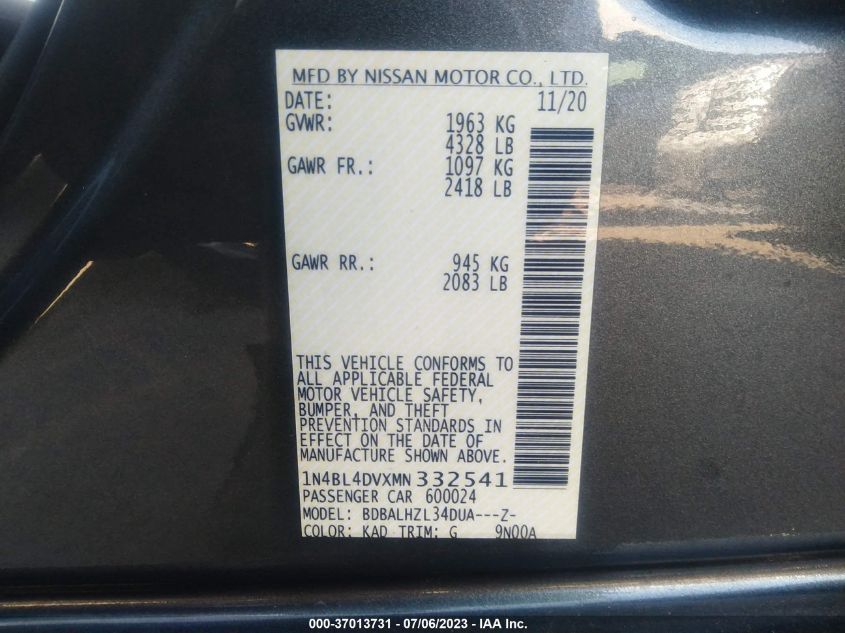 MFD BY NISSAN MOTOR CO., LTD.
DATE: 11/20
GVWR: 1963 KG
4328 LB
GAWR FR.: 1097 KG
2418 LB
GAWR RR.: 945 KG
2083 LB
THIS VEHICLE CONFORMS TO
ALL APPLICABLE FEDERAL
MOTOR VEHICLE SAFETY,
BUMPER, AND THEFT
PREVENTION STANDARDS IN
EFFECT ON THE DATE OF
MANUFACTURE SHOWN ABOVE.
1N4BL4DVXMN 332541
PASSENGER CAR 600024
MODEL: BDBALHZL34DUA---Z-
COLOR: KAD TRIM: G 9N00A
000-37013731 - 07/06/2023 - IAA Inc.